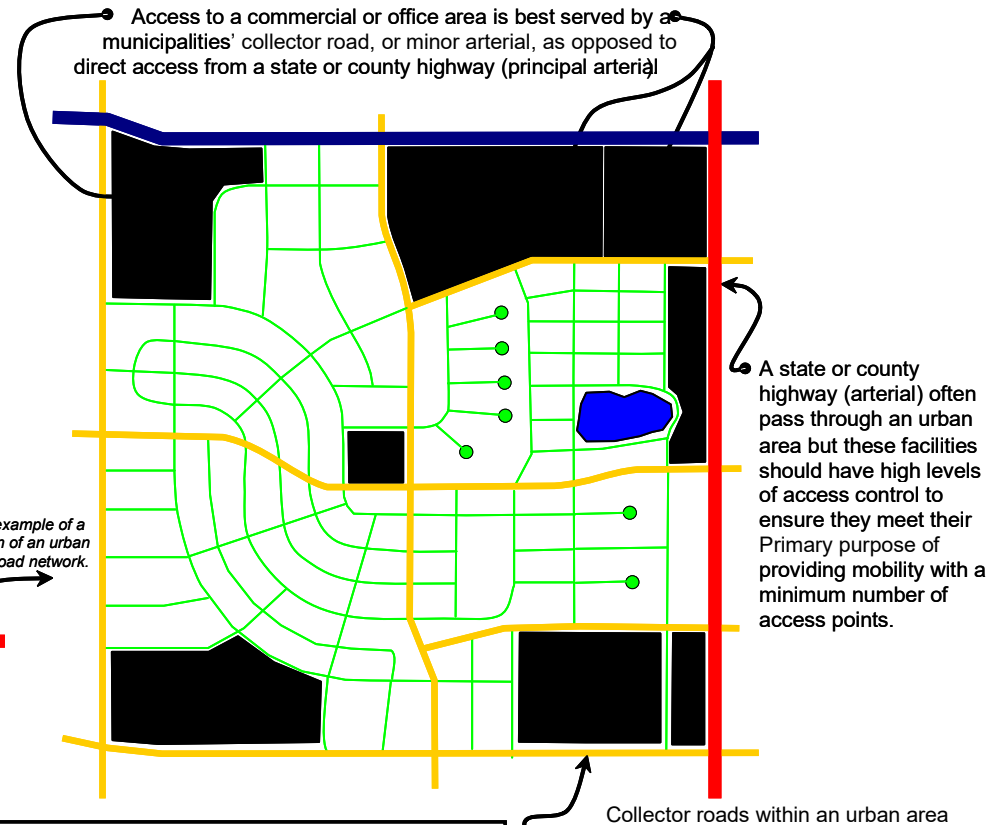 Access to a commercial or office area is best served by a
municipalities’ collector road, or minor arterial, as opposed to
direct access from a state or county highway (principal arterial)
A state or county
highway (arterial) often
pass through an urban
area but these facilities
should have high levels
of access control to
ensure they meet their
Primary purpose of
providing mobility with a
minimum number of
access points.
example of a
of an urban
network.
Collector roads within an urban area